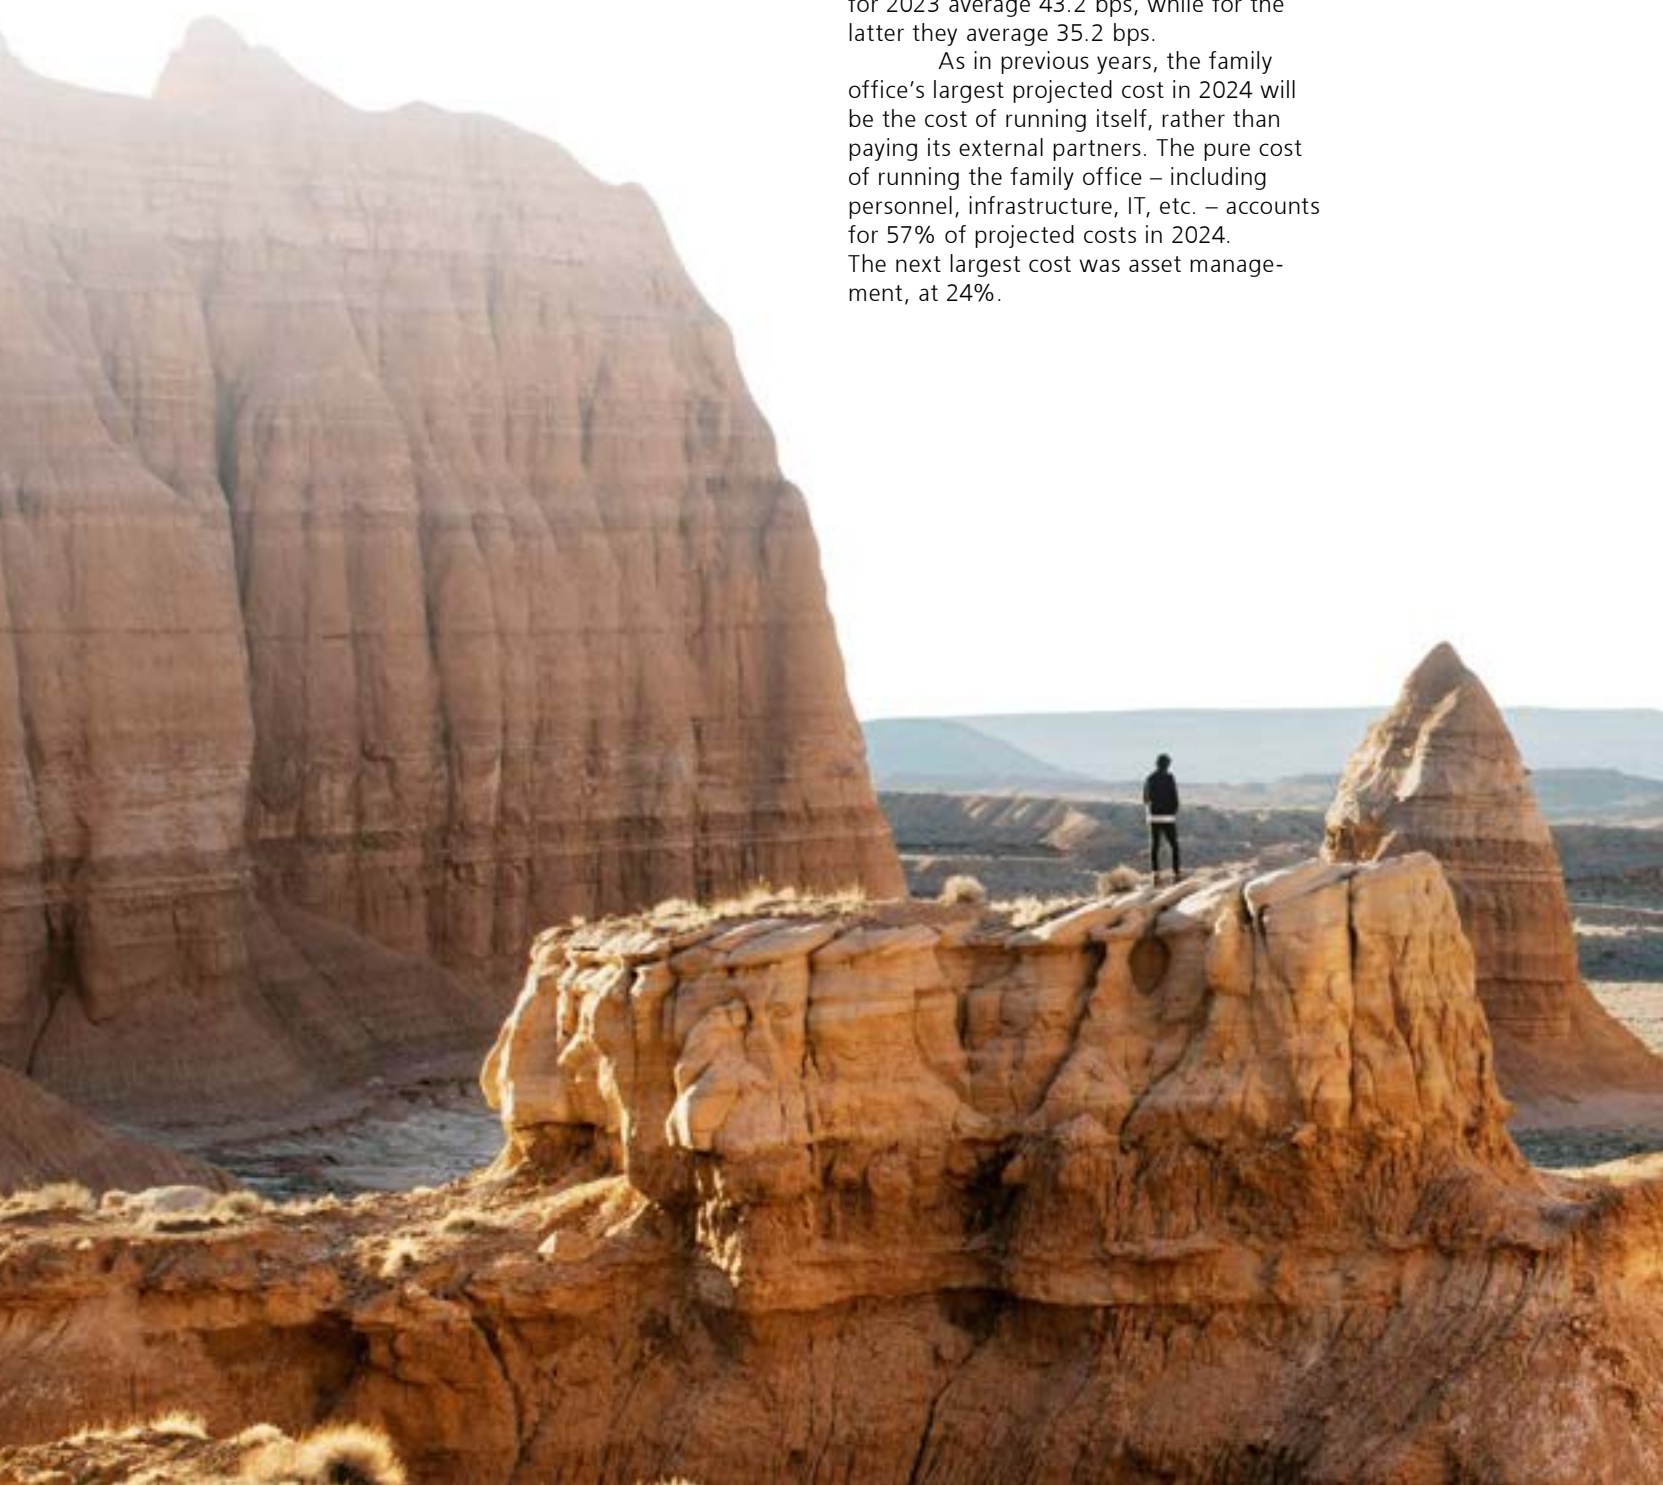 for 2023 average 43.2 bps, while for the
latter they average 35.2 bps.
As in previous years, the family
office’s largest projected cost in 2024 will
be the cost of running itself, rather than
paying its external partners. The pure cost
of running the family office – including
personnel, infrastructure, IT, etc. – accounts
for 57% of projected costs in 2024.
The next largest cost was asset manage-
ment, at 24%.